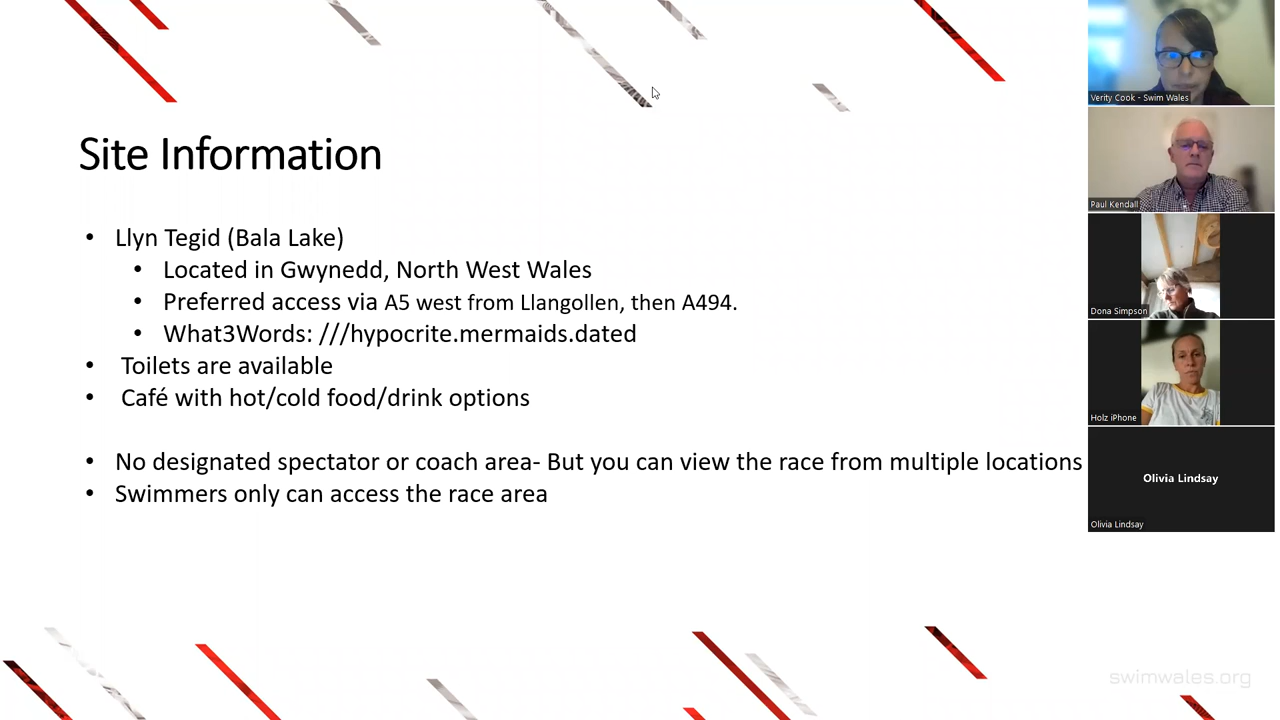 Site Information
• Llyn Tegid (Bala Lake)
• Located in Gwynedd, North West Wales
• Preferred access via A5 west from Llangollen, then A494.
• What3Words: ///hypocrite.mermaids.dated
• Toilets are available
• Café with hot/cold food/drink options
• No designated spectator or coach area- But you can view the race from multiple locations
• Swimmers only can access the race area
swimwales.org
Verity Cook - Swim Wales
Paul Kendall
Dona Simpson
Holz iPhone
Olivia Lindsay
Olivia Lindsay